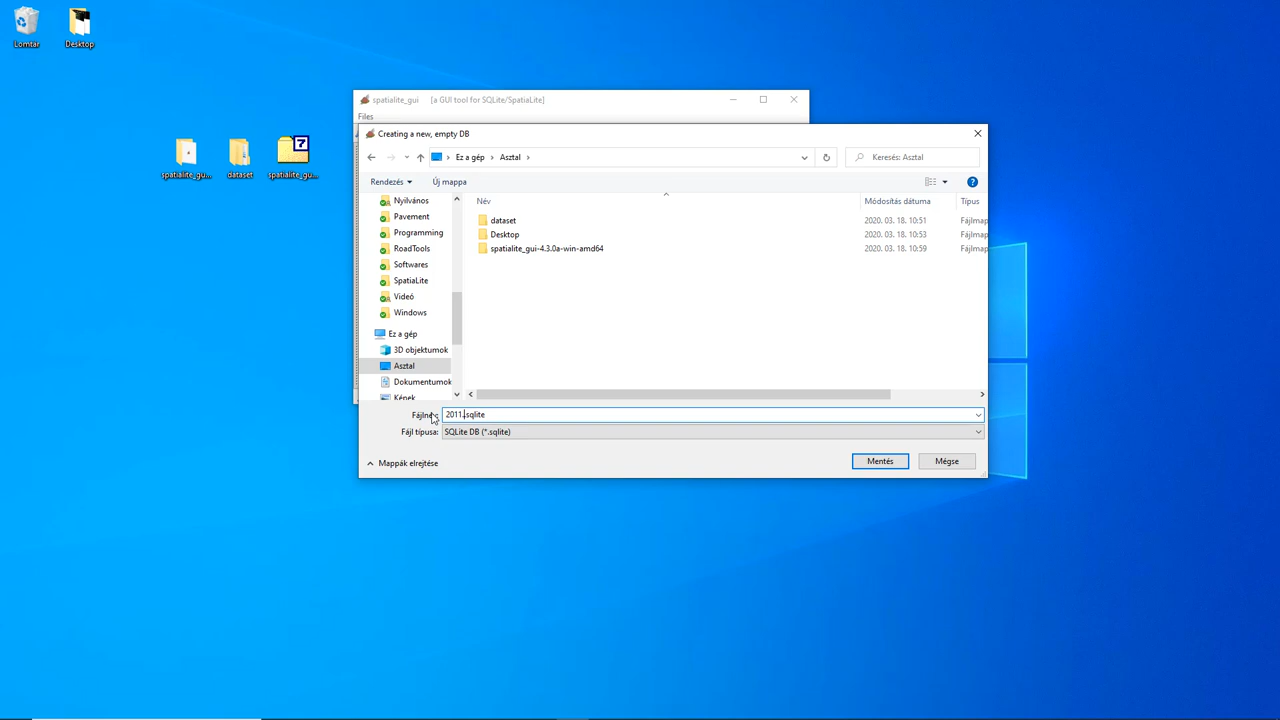 Lomtar
Desktop
spatialite_gu...
dataset
spatialite_gu...
spatialite_gui [a GUI tool for SQLite/SpatiaLite]
Files
Creating a new, empty DB
Ez a gép
Asztal
Keresés: Asztal
Rendezés
Új mappa
Név
Módosítás dátuma
Típus
dataset 2020. 03. 18. 10:51 Fájlmap
Desktop 2020. 03. 18. 10:53 Fájlmap
spatialite_gui-4.3.0a-win-amd64 2020. 03. 18. 10:59 Fájlmap
Nyilvános
Pavement
Programming
RoadTools
Softwares
SpatiaLite
Videó
Windows
Ez a gép
3D objektumok
Asztal
Dokumentumok
Képek
2011.sqlite
Fájl típusa: SQLite DB (*.sqlite)
Mappák elrejtése
Mentés
Mégse